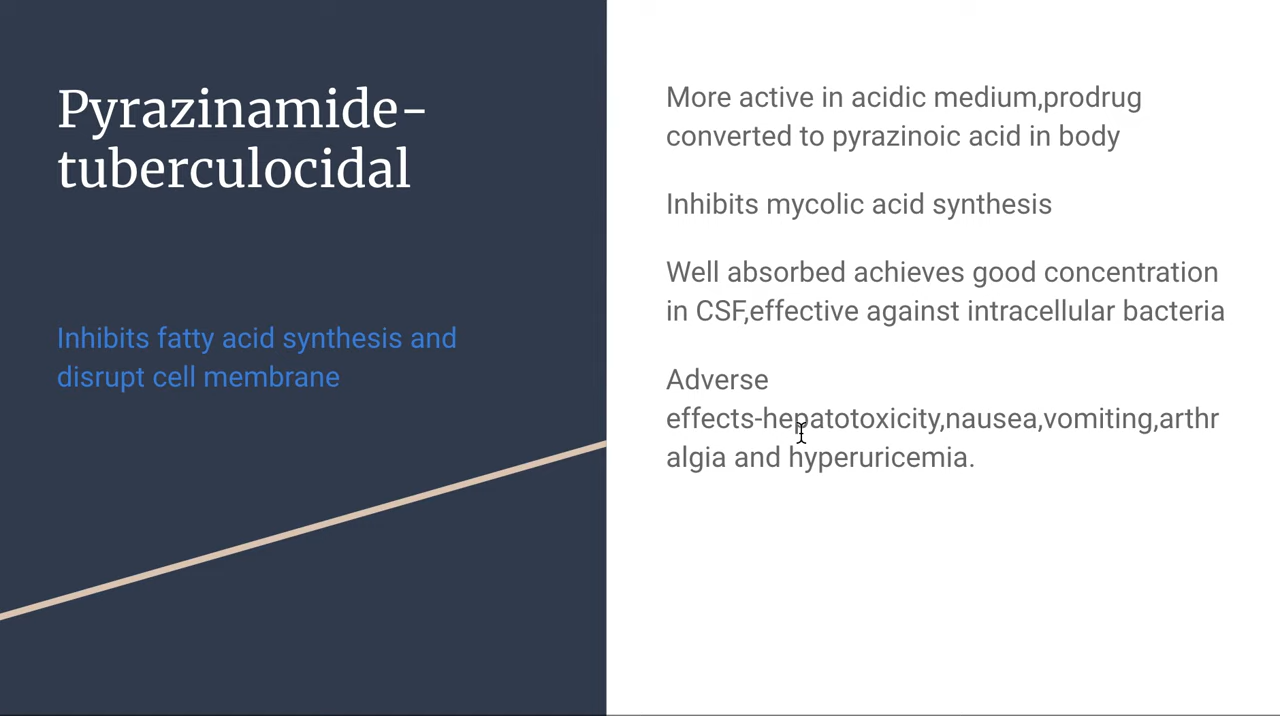 Pyrazinamide-
tuberculocidal
Inhibits fatty acid synthesis and
disrupt cell membrane
More active in acidic medium,prodrug
converted to pyrazinoic acid in body
Inhibits mycolic acid synthesis
Well absorbed achieves good concentration
in CSF,effective against intracellular bacteria
Adverse
effects-hepatotoxicity,nausea,vomiting,arthr
algia and hyperuricemia.